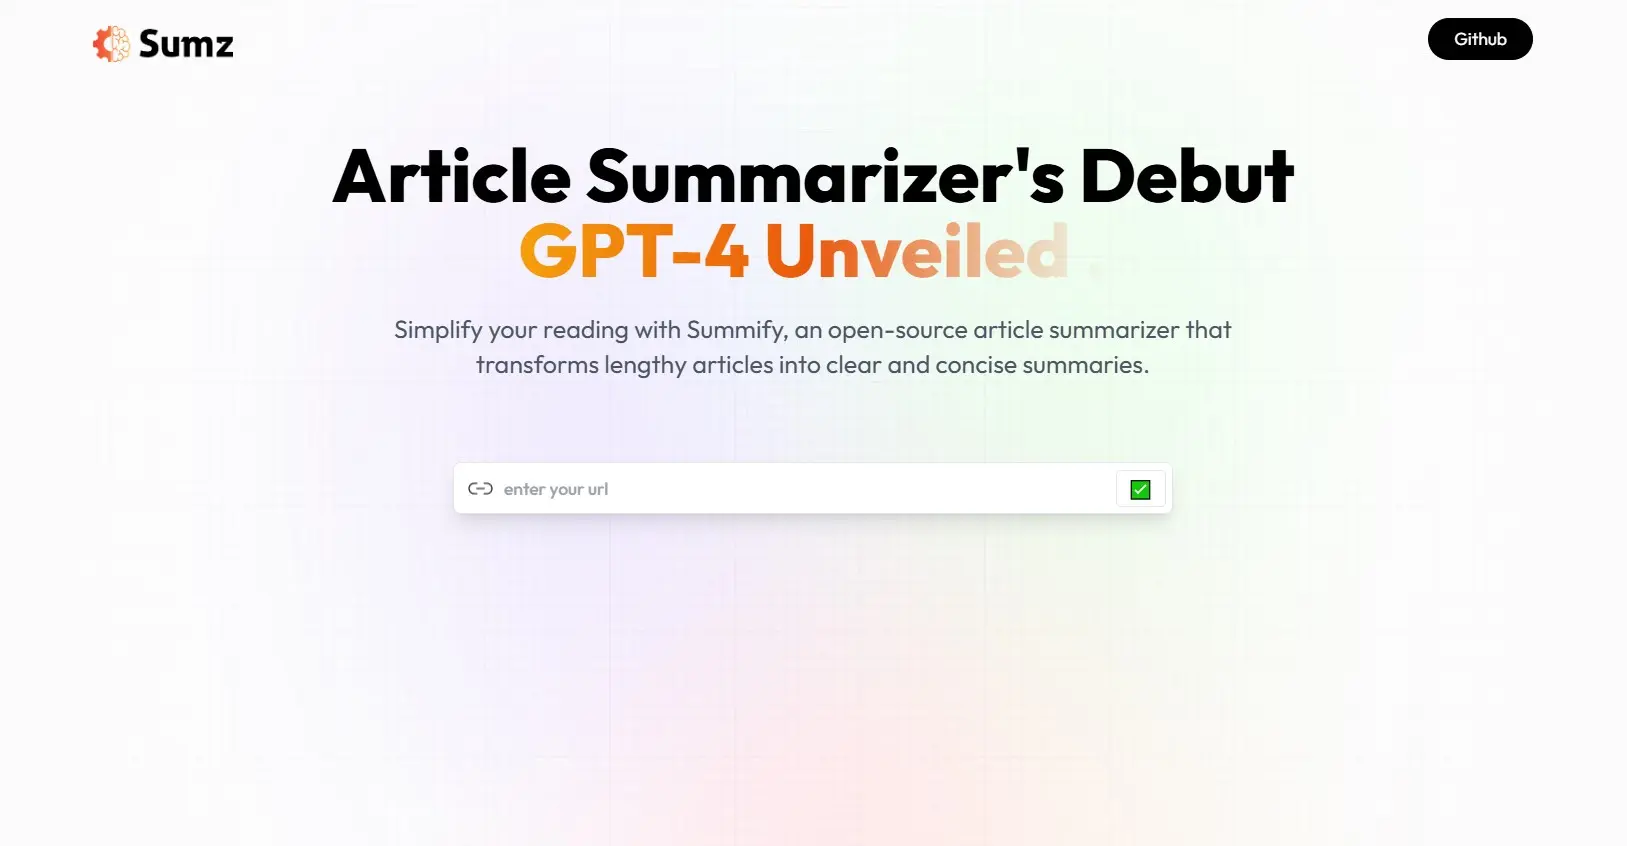 Sumz
Github
Article Summarizer's Debut
GPT-4 Unveiled .
Simplify your reading with Summify, an open-source article summarizer that
transforms lengthy articles into clear and concise summaries.
enter your url